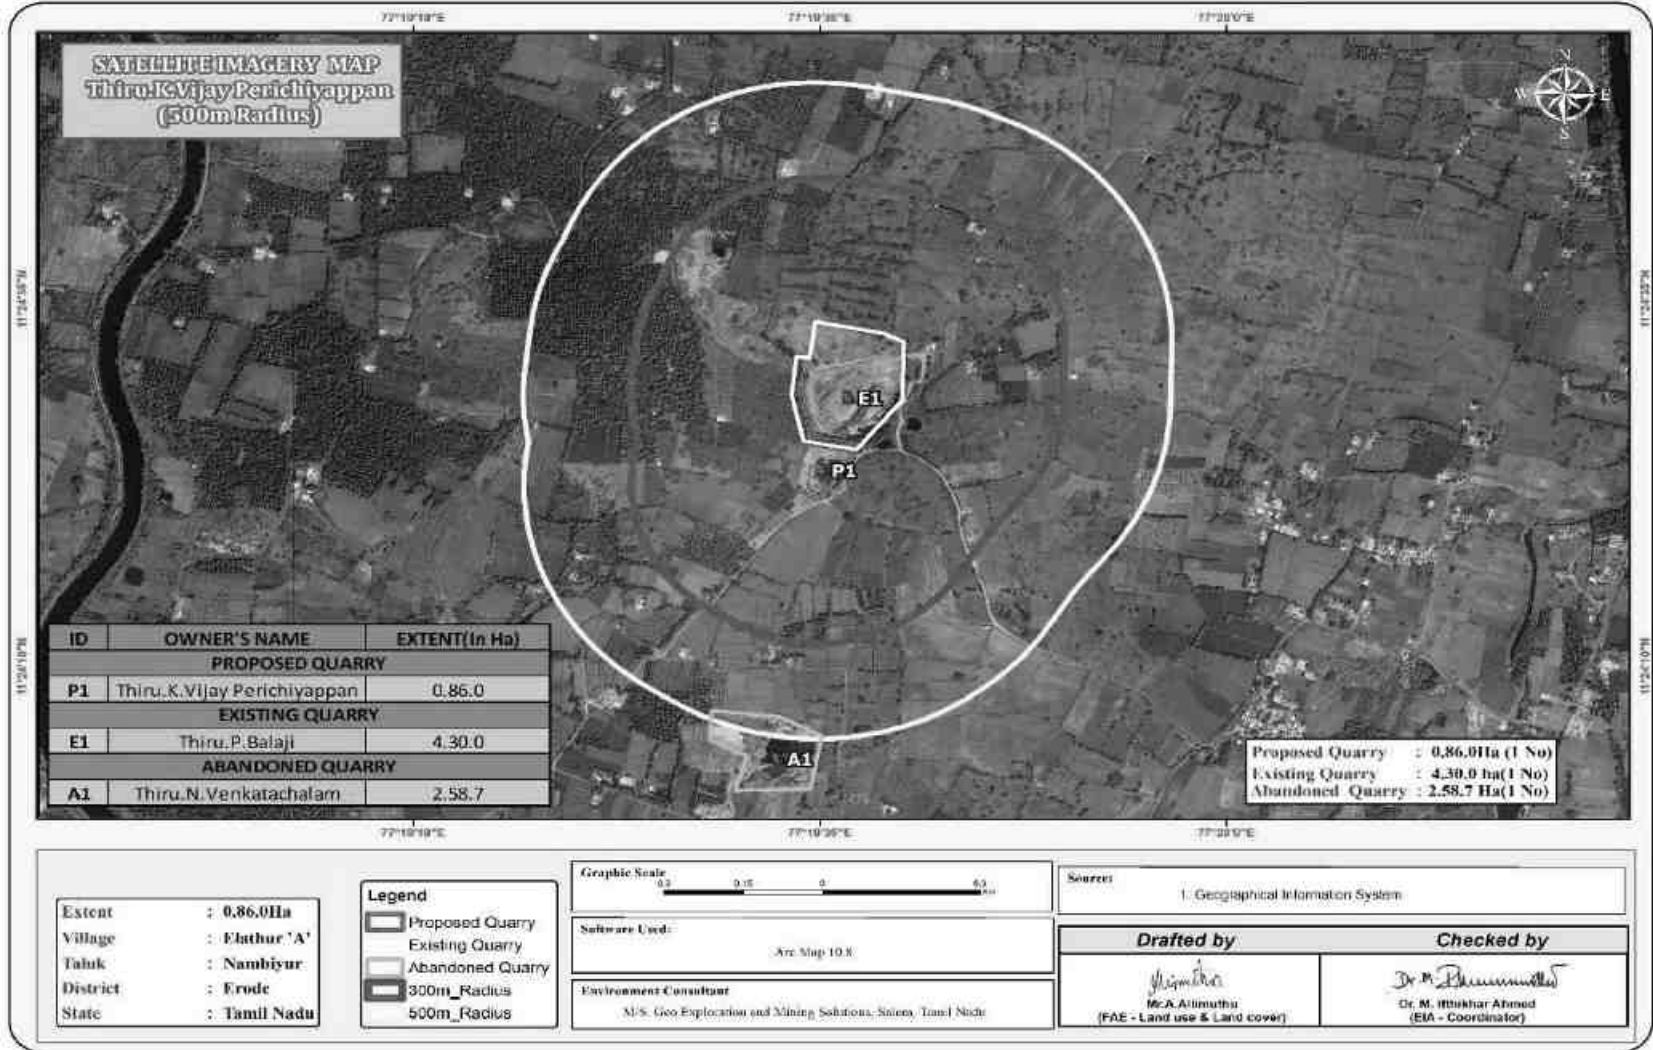 SATELLITE IMAGERY MAP
Thiru.K.Vijay Perichiyappan
(500m Radius)
N
W E
S
E1
P1
A1
ID OWNER'S NAME EXTENT(In Ha)
PROPOSED QUARRY
P1 Thiru.K.Vijay Perichiyappan 0.86.0
EXISTING QUARRY
E1 Thiru.P.Balaji 4.30.0
ABANDONED QUARRY
A1 Thiru.N.Venkatachalam 2.58.7
Proposed Quarry : 0.86.0Ha (1 No)
Existing Quarry : 4.30.0 ha(1 No)
Abandoned Quarry : 2.58.7 Ha(1 No)
Extent : 0.86.0Ha
Village : Elathur 'A'
Taluk : Nambiyur
District : Erode
State : Tamil Nadu
Legend
Proposed Quarry
Existing Quarry
Abandoned Quarry
300m_Radius
500m_Radius
Graphic Scale
0.15 0
Software Used:
Arc Map 10.8
Environment Consultant
M/S. Geo Exploration and Mining Solutions, Salem, Tamil Nadu
Source:
1. Geographical Information System
Drafted by Checked by
Mr.A.Allimuthu
(FAE - Land use & Land cover)
Dr. M. Ifthikhar Ahmed
(EIA - Coordinator)